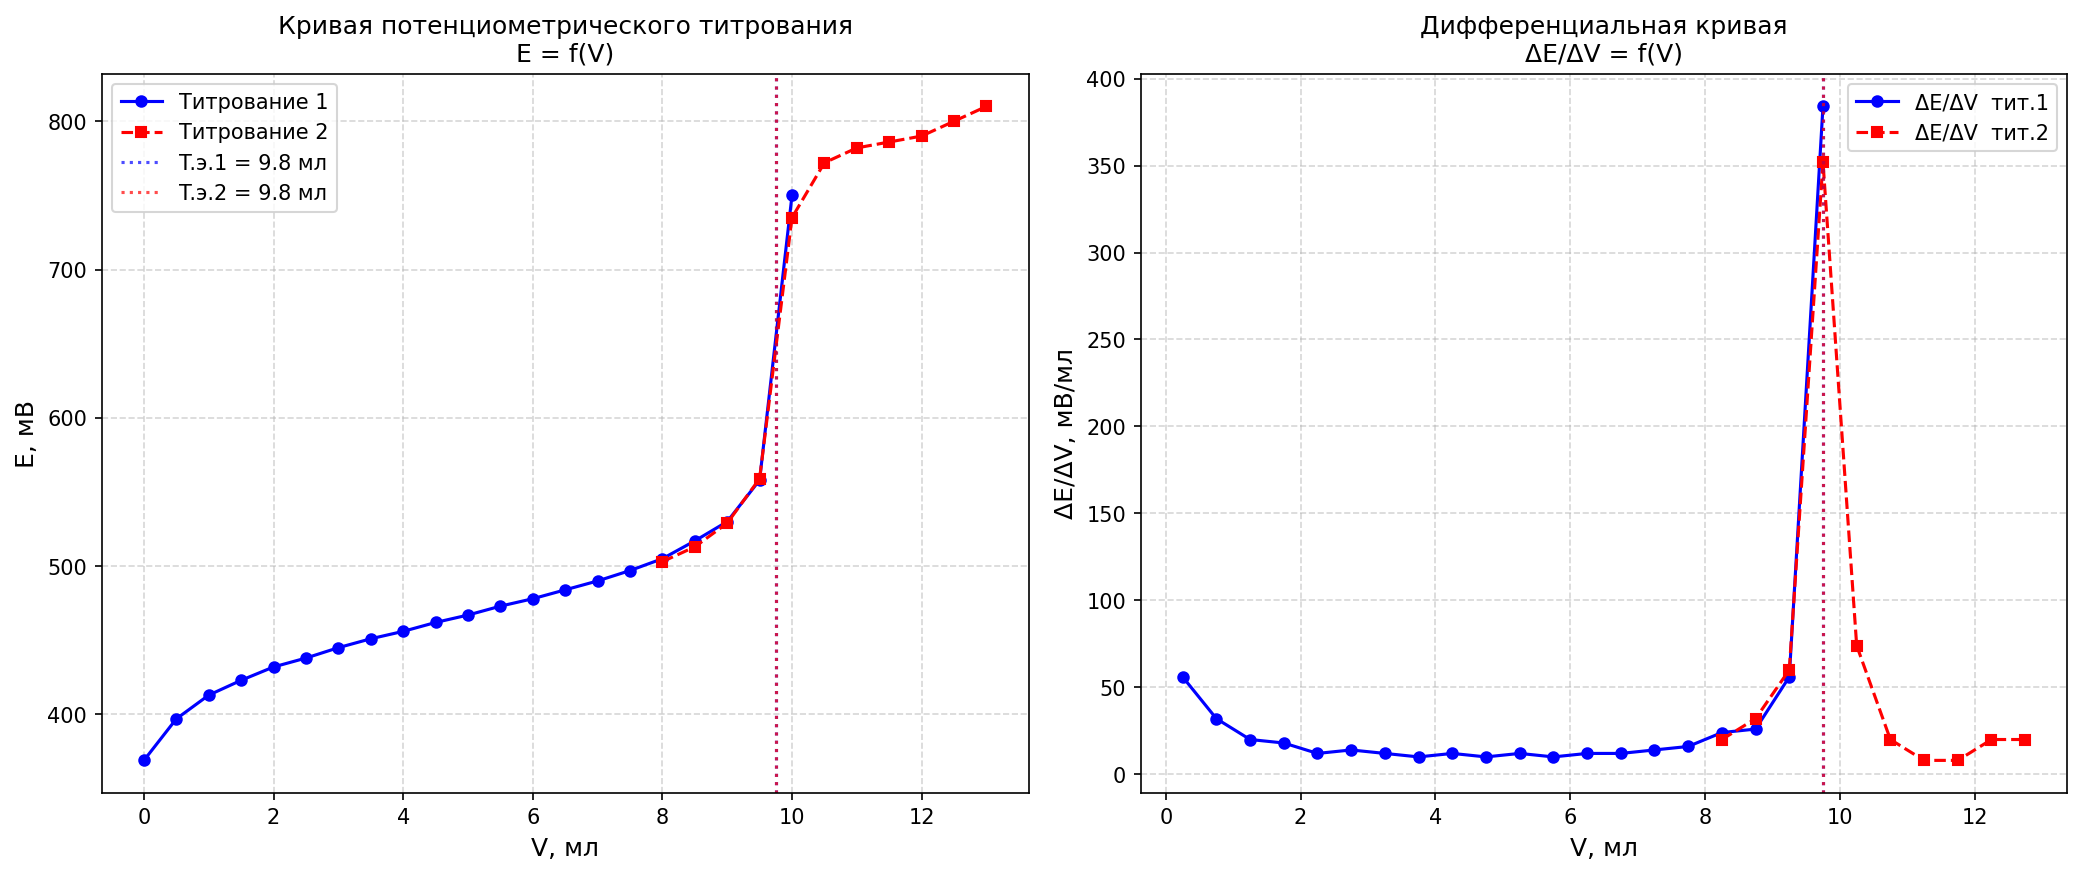 Кривая потенциометрического титрования
E = f(V)
Титрование 1
Титрование 2
Т.э.1 = 9.8 мл
Т.э.2 = 9.8 мл
800
700
600
500
400
E, мВ
0 2 4 6 8 10 12
V, мл
Дифференциальная кривая
ΔE/ΔV = f(V)
ΔE/ΔV тит.1
ΔE/ΔV тит.2
400
350
300
250
200
150
100
50
0
ΔE/ΔV, мВ/мл
0 2 4 6 8 10 12
V, мл